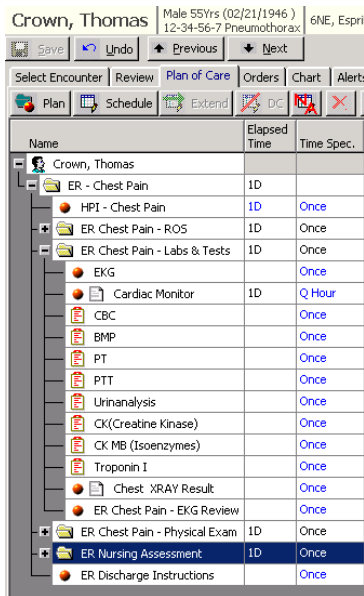 Crown, Thomas
Male 55Yrs (02/21/1946 )
12-34-56-7 Pneumothorax
6NE, Espri
Save Undo Previous Next
Select Encounter Review Plan of Care Orders Chart Alerts
Plan Schedule Extend DC
Name Elapsed Time Time Spec.
Crown, Thomas
ER - Chest Pain 1D
HPI - Chest Pain 1D Once
ER Chest Pain - ROS 1D Once
ER Chest Pain - Labs & Tests 1D Once
EKG Once
Cardiac Monitor 1D Q Hour
CBC Once
BMP Once
PT Once
PTT Once
Urinanalysis Once
CK(Creatine Kinase) Once
CK MB (Isoenzymes) Once
Troponin I Once
Chest XRAY Result Once
ER Chest Pain - EKG Review Once
ER Chest Pain - Physical Exam 1D Once
ER Nursing Assessment 1D Once
ER Discharge Instructions Once